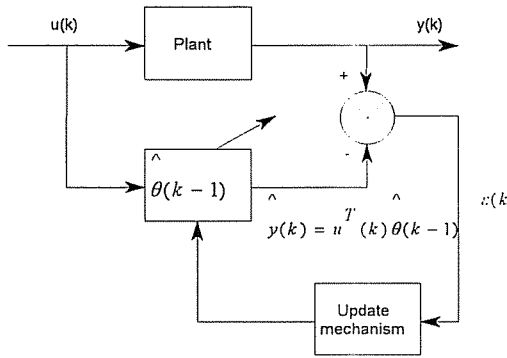 u(k)
y(k)
Plant
+
-
^
θ(k − 1)
^ ^
y(k) = u^T (k) θ(k − 1)
ε(k
Update
mechanism